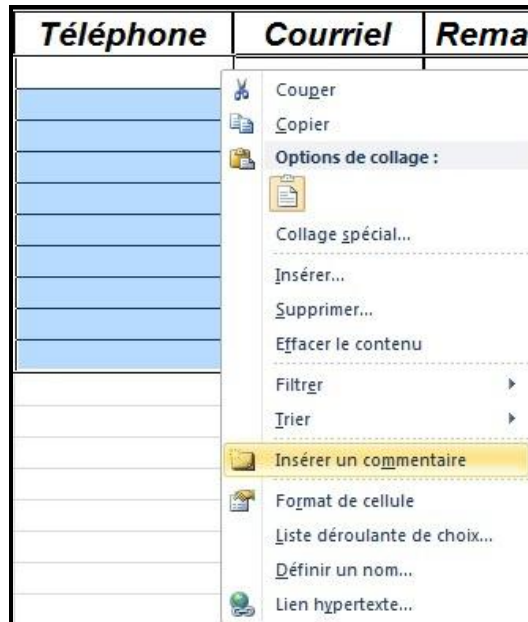 Téléphone Courriel Rema
Couper
Copier
Options de collage :
Collage spécial...
Insérer...
Supprimer...
Effacer le contenu
Filtrer
Trier
Insérer un commentaire
Format de cellule
Liste déroulante de choix...
Définir un nom...
Lien hypertexte...